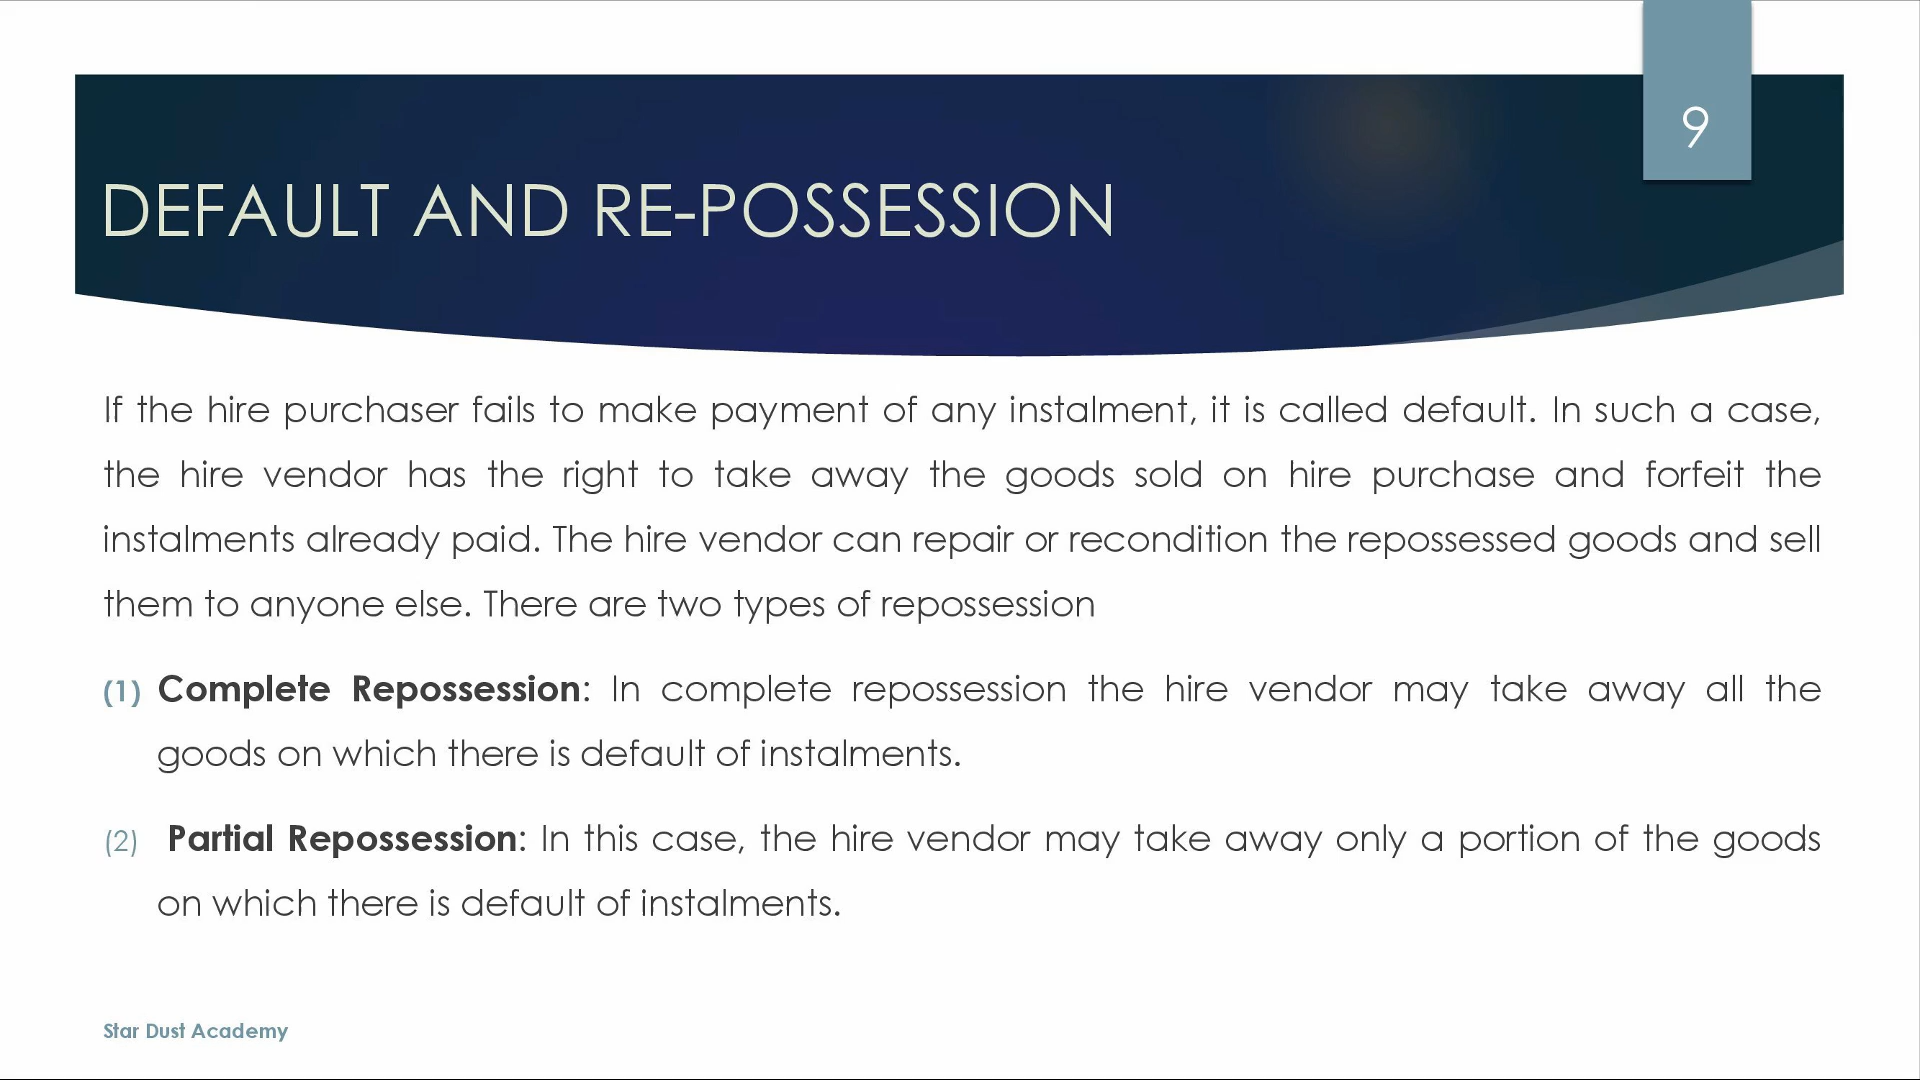 9
DEFAULT AND RE-POSSESSION
If the hire purchaser fails to make payment of any instalment, it is called default. In such a case,
the hire vendor has the right to take away the goods sold on hire purchase and forfeit the
instalments already paid. The hire vendor can repair or recondition the repossessed goods and sell
them to anyone else. There are two types of repossession
(1) Complete Repossession: In complete repossession the hire vendor may take away all the
goods on which there is default of instalments.
(2) Partial Repossession: In this case, the hire vendor may take away only a portion of the goods
on which there is default of instalments.
Star Dust Academy